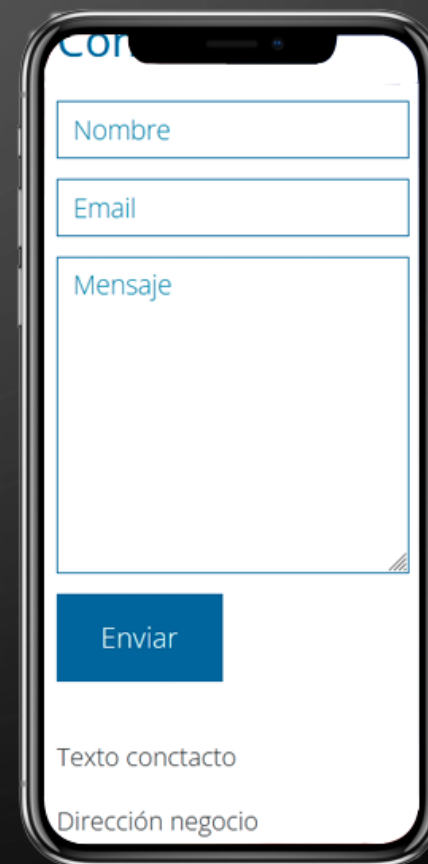 Nombre
Email
Mensaje
Enviar
Texto conctacto
Dirección negocio